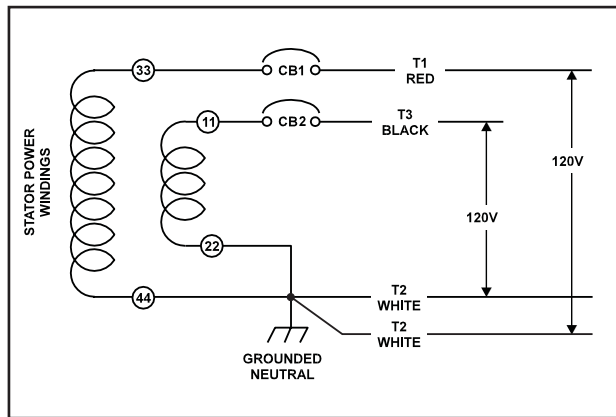 33
CB1
T1
RED
11
CB2
T3
BLACK
120V
120V
STATOR POWER
WINDINGS
22
44
T2
WHITE
T2
WHITE
GROUNDED
NEUTRAL